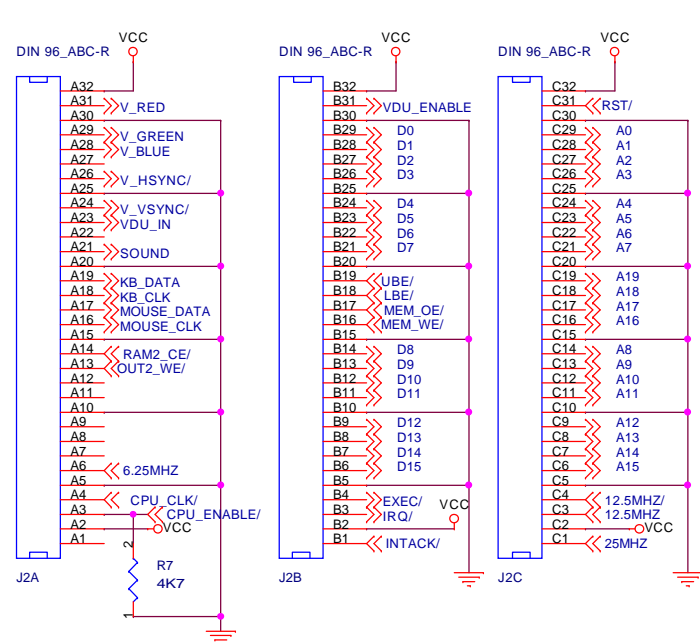 VCC
DIN 96_ABC-R
A32
A31
V_RED
A30
A29
V_GREEN
A28
V_BLUE
A27
A26
V_HSYNC/
A25
A24
V_VSYNC/
A23
VDU_IN
A22
A21
SOUND
A20
A19
KB_DATA
A18
KB_CLK
A17
MOUSE_DATA
A16
MOUSE_CLK
A15
A14
RAM2_CE/
A13
OUT2_WE/
A12
A11
A10
A9
A8
A7
A6
6.25MHZ
A5
A4
CPU_CLK/
A3
CPU_ENABLE/
A2
VCC
A1
2
R7
4K7
1
J2A
VCC
DIN 96_ABC-R
B32
B31
VDU_ENABLE
B30
B29
D0
B28
D1
B27
D2
B26
D3
B25
B24
D4
B23
D5
B22
D6
B21
D7
B20
B19
UBE/
B18
LBE/
B17
MEM_OE/
B16
MEM_WE/
B15
B14
D8
B13
D9
B12
D10
B11
D11
B10
B9
D12
B8
D13
B7
D14
B6
D15
B5
B4
EXEC/
B3
IRQ/
VCC
B2
B1
INTACK/
J2B
VCC
DIN 96_ABC-R
C32
C31
RST/
C30
C29
A0
C28
A1
C27
A2
C26
A3
C25
C24
A4
C23
A5
C22
A6
C21
A7
C20
C19
A19
C18
A18
C17
A17
C16
A16
C15
C14
A8
C13
A9
C12
A10
C11
A11
C10
C9
A12
C8
A13
C7
A14
C6
A15
C5
C4
12.5MHZ/
C3
12.5MHZ
C2
VCC
C1
25MHZ
J2C